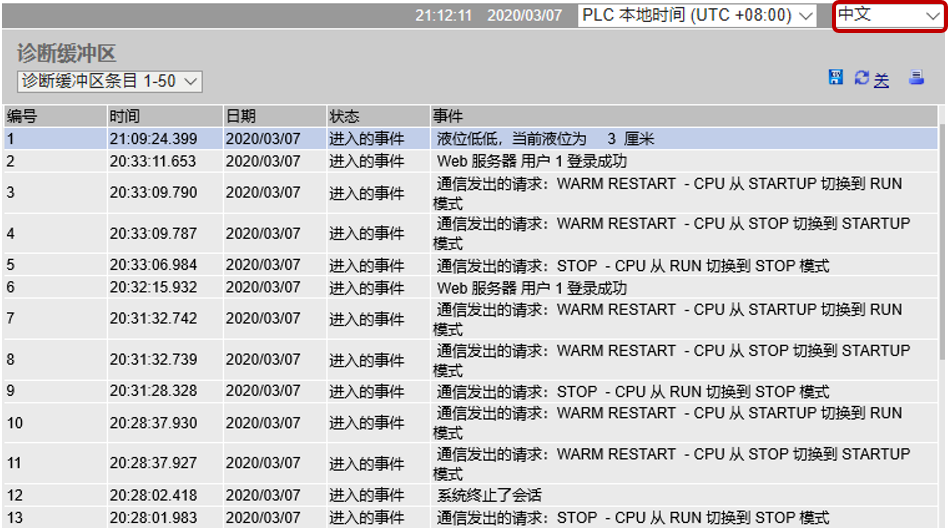 21:12:11 2020/03/07 PLC 本地时间 (UTC +08:00) 中文
诊断缓冲区
诊断缓冲区条目 1-50
关
编号 时间 日期 状态 事件
1 21:09:24.399 2020/03/07 进入的事件 液位低低，当前液位为 3 厘米
2 20:33:11.653 2020/03/07 进入的事件 Web 服务器 用户 1 登录成功
3 20:33:09.790 2020/03/07 进入的事件 通信发出的请求：WARM RESTART - CPU 从 STARTUP 切换到 RUN
模式
4 20:33:09.787 2020/03/07 进入的事件 通信发出的请求：WARM RESTART - CPU 从 STOP 切换到 STARTUP
模式
5 20:33:06.984 2020/03/07 进入的事件 通信发出的请求：STOP - CPU 从 RUN 切换到 STOP 模式
6 20:32:15.932 2020/03/07 进入的事件 Web 服务器 用户 1 登录成功
7 20:31:32.742 2020/03/07 进入的事件 通信发出的请求：WARM RESTART - CPU 从 STARTUP 切换到 RUN
模式
8 20:31:32.739 2020/03/07 进入的事件 通信发出的请求：WARM RESTART - CPU 从 STOP 切换到 STARTUP
模式
9 20:31:28.328 2020/03/07 进入的事件 通信发出的请求：STOP - CPU 从 RUN 切换到 STOP 模式
10 20:28:37.930 2020/03/07 进入的事件 通信发出的请求：WARM RESTART - CPU 从 STARTUP 切换到 RUN
模式
11 20:28:37.927 2020/03/07 进入的事件 通信发出的请求：WARM RESTART - CPU 从 STOP 切换到 STARTUP
模式
12 20:28:02.418 2020/03/07 进入的事件 系统终止了会话
13 20:28:01.983 2020/03/07 进入的事件 通信发出的请求：STOP - CPU 从 RUN 切换到 STOP 模式